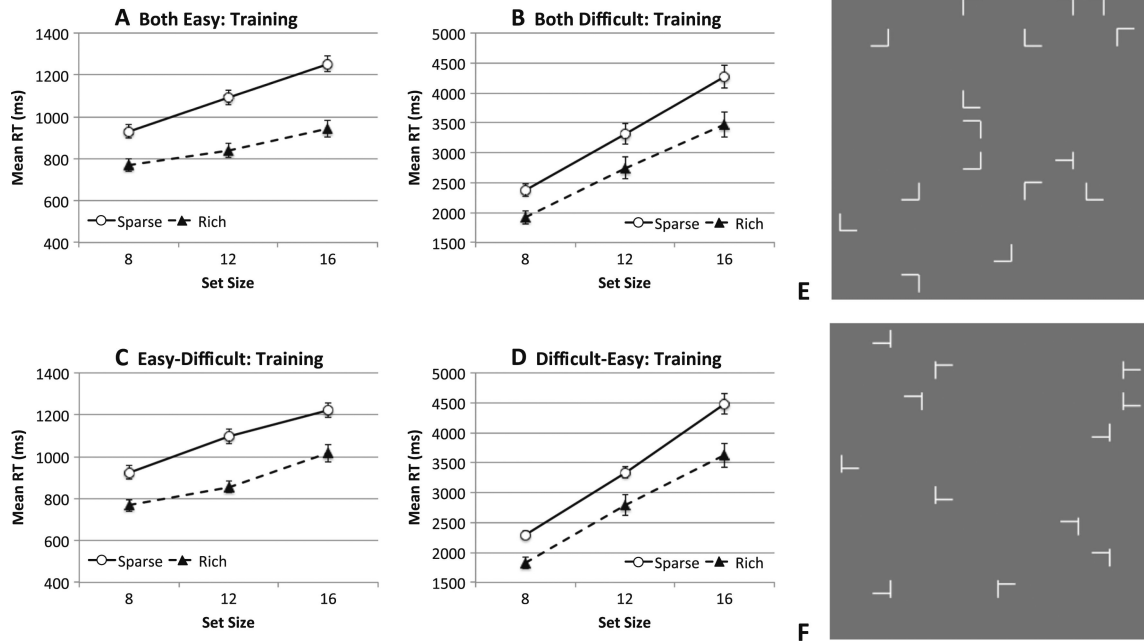 A Both Easy: Training
1400
1200
1000
800
600
400
Mean RT (ms)
Sparse Rich
8 12 16
Set Size
B Both Difficult: Training
5000
4500
4000
3500
3000
2500
2000
1500
Mean RT (ms)
Sparse Rich
8 12 16
Set Size
E
C Easy-Difficult: Training
1400
1200
1000
800
600
400
Mean RT (ms)
Sparse Rich
8 12 16
Set Size
D Difficult-Easy: Training
5000
4500
4000
3500
3000
2500
2000
1500
Mean RT (ms)
Sparse Rich
8 12 16
Set Size
F